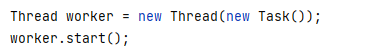 Thread worker = new Thread(new Task());
worker.start();